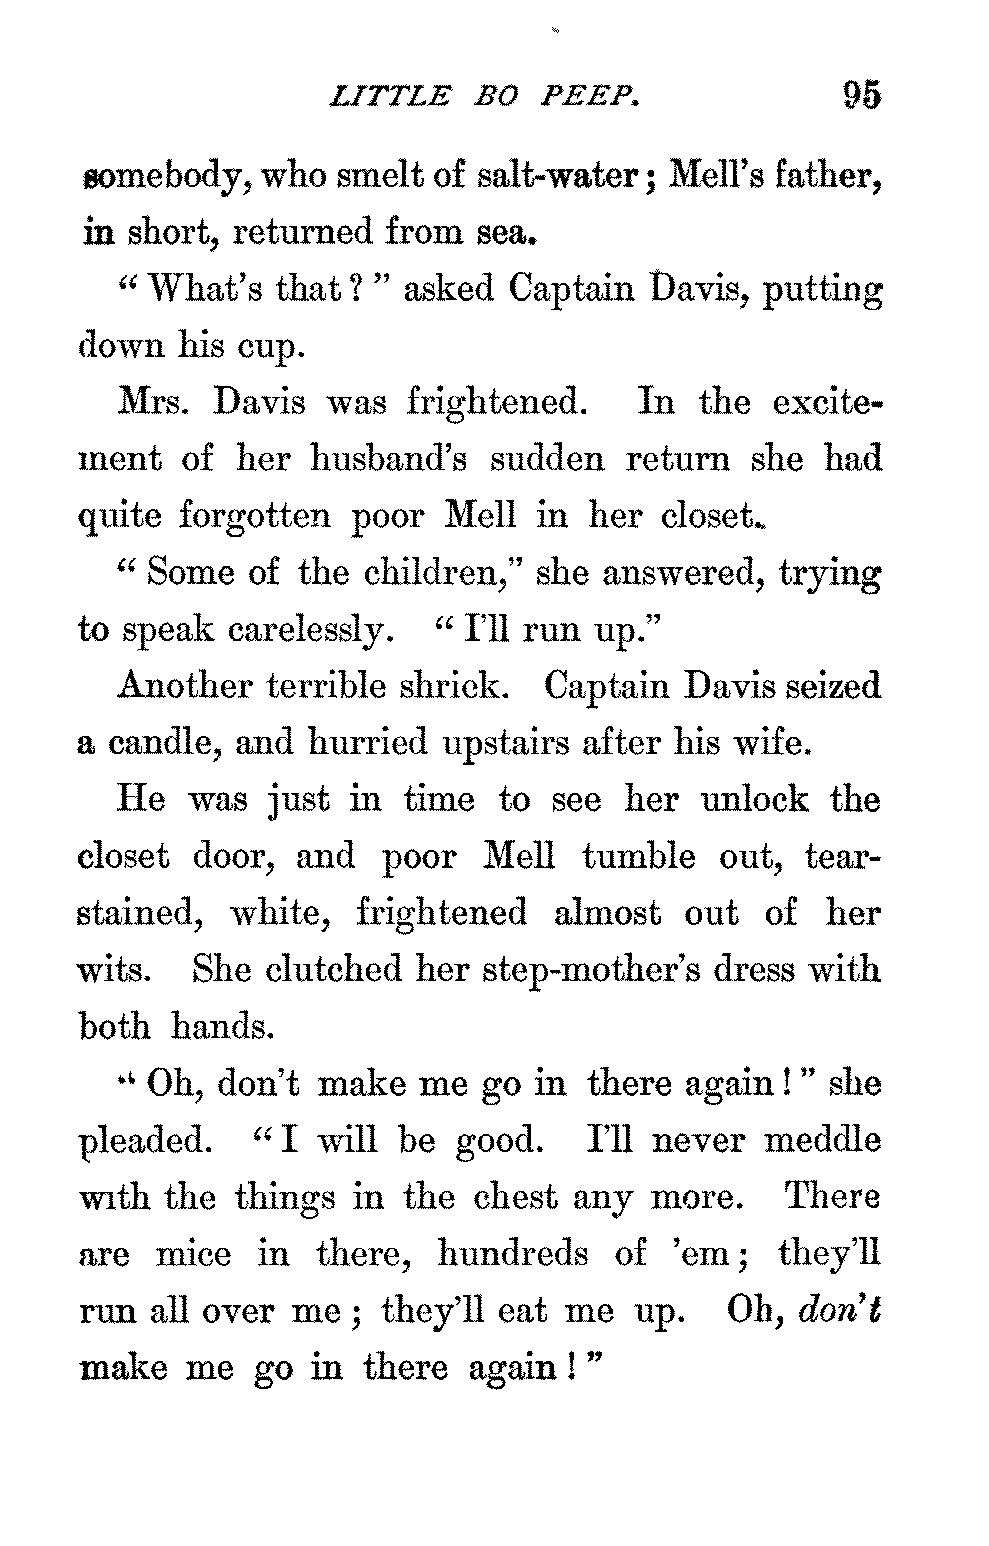 LITTLE BO PEEP. 95
somebody, who smelt of salt-water; Mell's father,
in short, returned from sea.
"What's that?" asked Captain Davis, putting
down his cup.
Mrs. Davis was frightened. In the excite-
ment of her husband's sudden return she had
quite forgotten poor Mell in her closet.
"Some of the children," she answered, trying
to speak carelessly. "I'll run up."
Another terrible shriek. Captain Davis seized
a candle, and hurried upstairs after his wife.
He was just in time to see her unlock the
closet door, and poor Mell tumble out, tear-
stained, white, frightened almost out of her
wits. She clutched her step-mother's dress with
both hands.
"Oh, don't make me go in there again!" she
pleaded. "I will be good. I'll never meddle
with the things in the chest any more. There
are mice in there, hundreds of 'em; they'll
run all over me; they'll eat me up. Oh, don't
make me go in there again!"